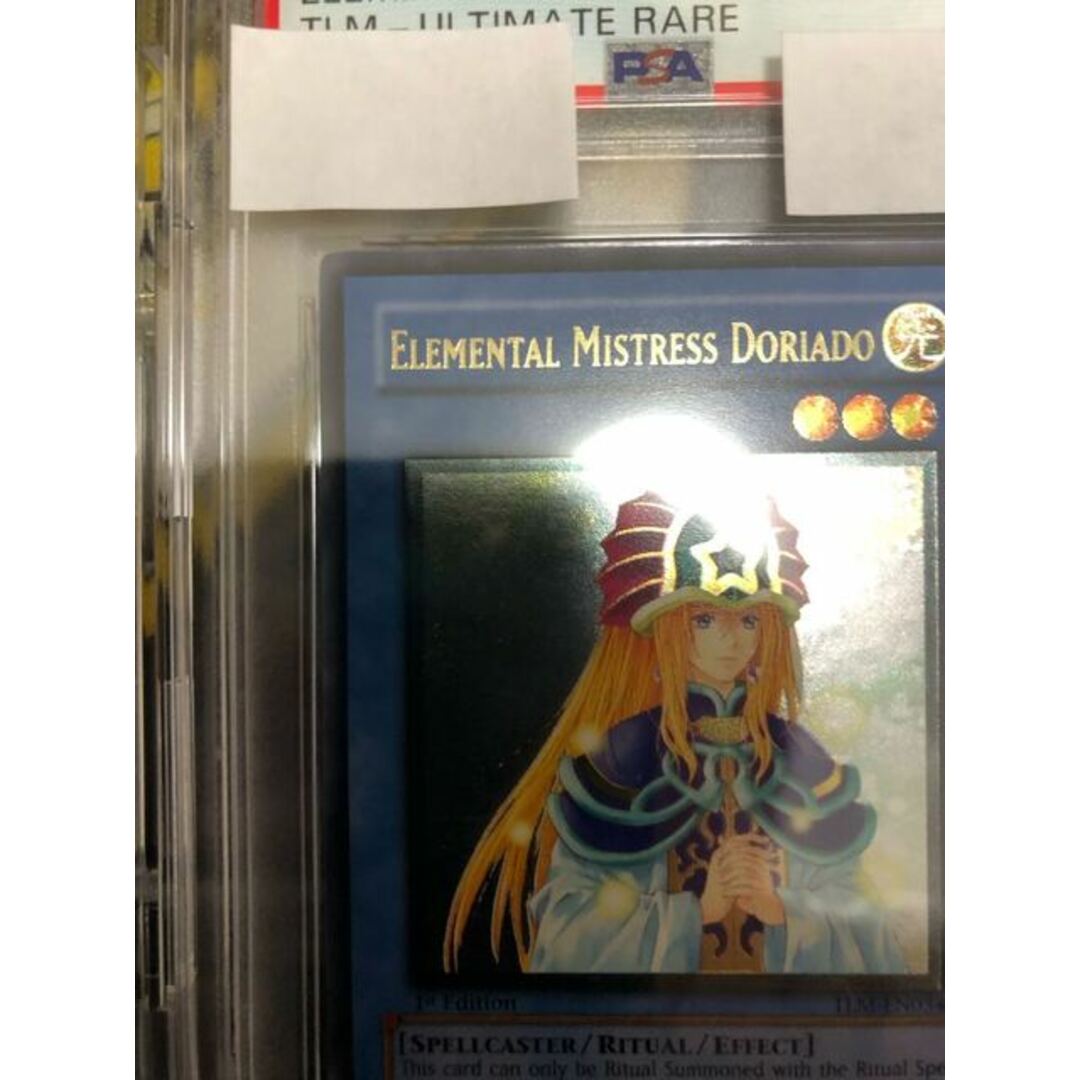 TLM - ULTIMATE RARE
PSA
ELEMENTAL MISTRESS DORIADO
光
1st Edition
[SPELLCASTER/RITUAL/EFFECT]
This card can only be Ritual Summoned with the Ritual Spe